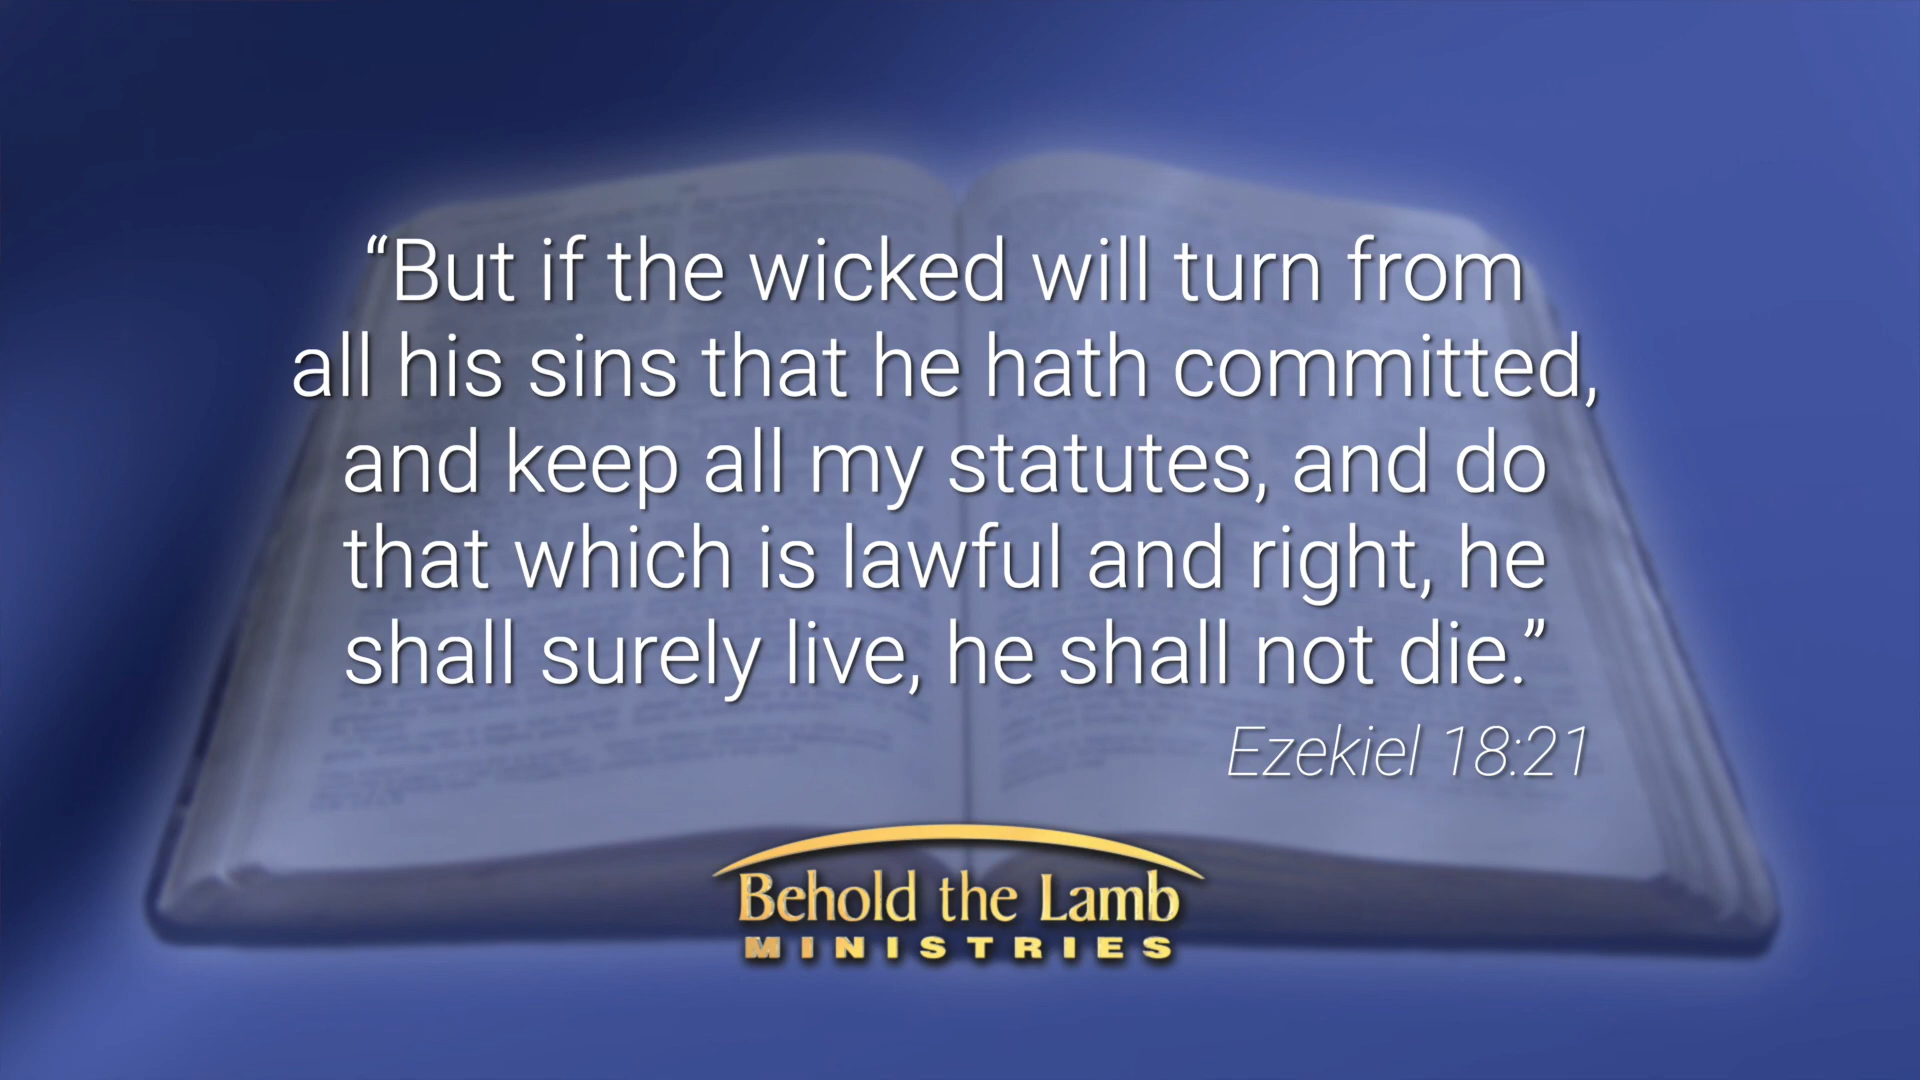 “But if the wicked will turn from
all his sins that he hath committed,
and keep all my statutes, and do
that which is lawful and right, he
shall surely live, he shall not die.”
Ezekiel 18:21
Behold the Lamb
MINISTRIES